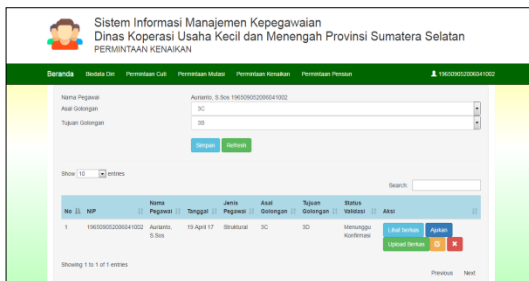 Sistem Informasi Manajemen Kepegawaian
Dinas Koperasi Usaha Kecil dan Menengah Provinsi Sumatera Selatan
PERMINTAAN KENAIKAN
Beranda Biodata Diri Permintaan Cuti Permintaan Mutasi Permintaan Kenaikan Permintaan Pensiun 196509052006041002
Nama Pegawai Aurianto, S.Sos 196509052006041002
Asal Golongan 3C
Tujuan Golongan 3B
Simpan Refresh
Show 10 entries
Search:
No NIP Nama Pegawai Tanggal Jenis Pegawai Asal Golongan Tujuan Golongan Status Validasi Aksi
1 196509052006041002 Aurianto, S.Sos 19 April 17 Struktural 3C 3D Menunggu Konfirmasi Lihat berkas Ajukan
Upload Berkas
Showing 1 to 1 of 1 entries
Previous Next